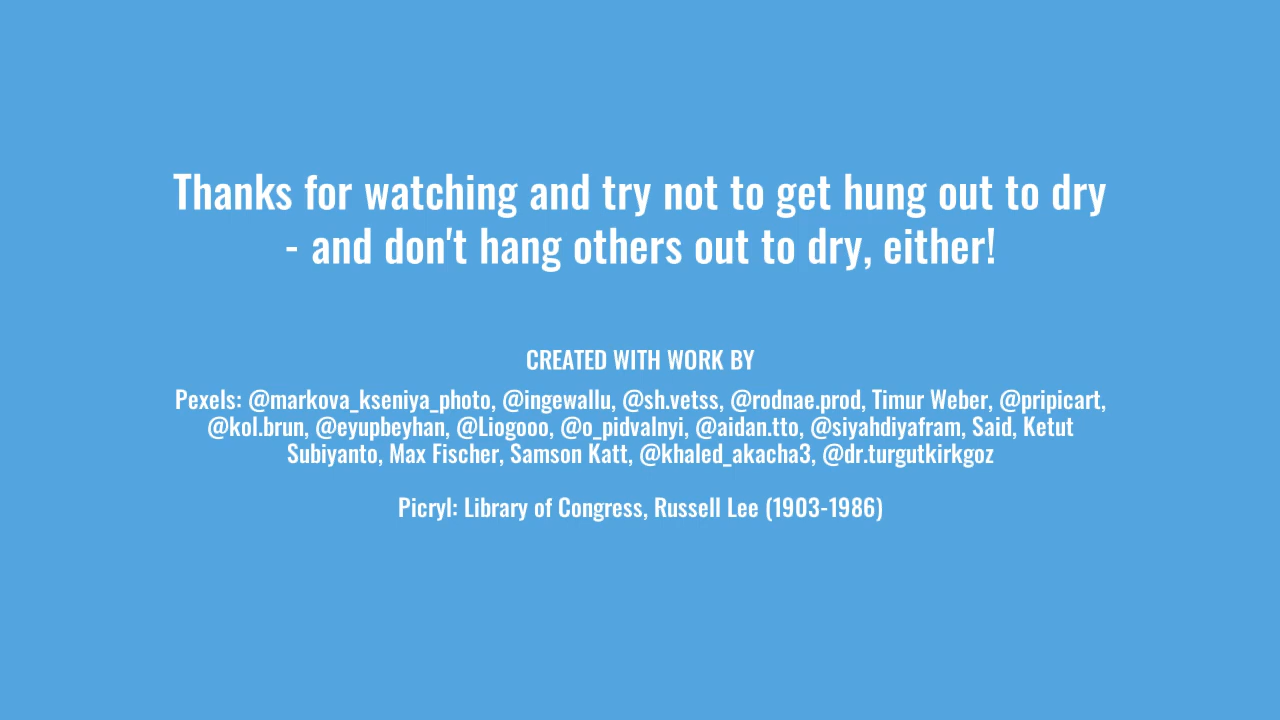 Thanks for watching and try not to get hung out to dry
- and don't hang others out to dry, either!
CREATED WITH WORK BY
Pexels: @markova_kseniya_photo, @ingewallu, @sh.vetss, @rodnae.prod, Timur Weber, @pripicart,
@kol.brun, @eyupbeyhan, @Liogooo, @o_pidvalnyi, @aidan.tto, @siyahdiyafram, Said, Ketut
Subiyanto, Max Fischer, Samson Katt, @khaled_akacha3, @dr.turgutkirkgoz
Picryl: Library of Congress, Russell Lee (1903-1986)